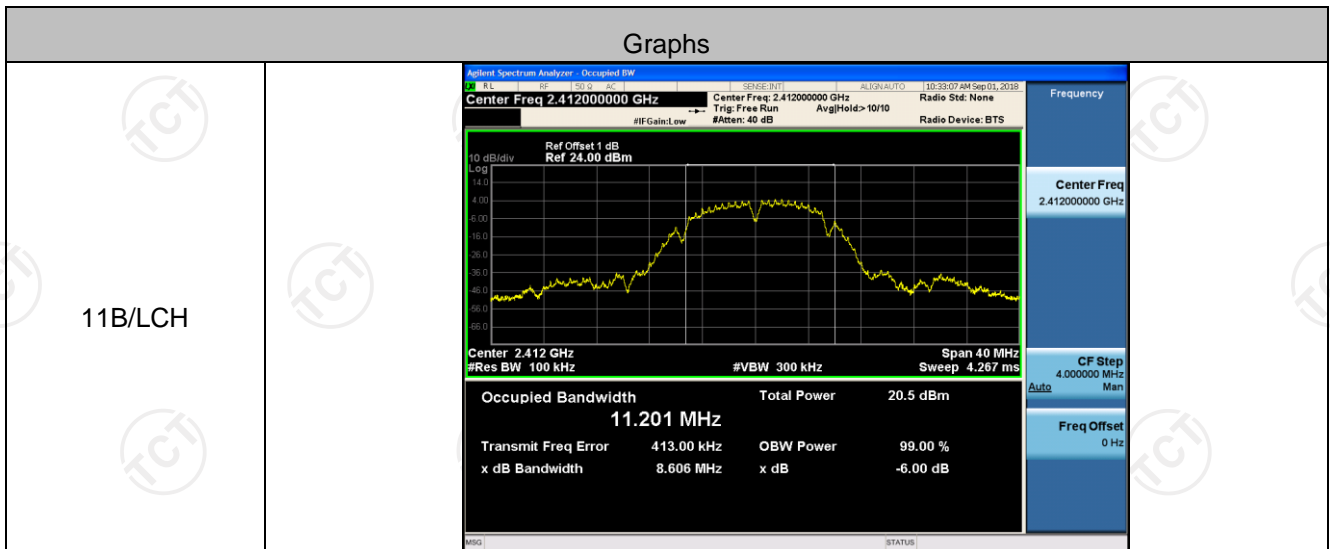 Graphs
11B/LCH
Agilent Spectrum Analyzer - Occupied BW
RL RF 50 Ω AC SENSE:INT ALIGN AUTO 10:33:07 AM Sep 01, 2018
Center Freq 2.412000000 GHz Center Freq: 2.412000000 GHz Radio Std: None
Trig: Free Run Avg|Hold:> 10/10
#IFGain:Low #Atten: 40 dB Radio Device: BTS
Ref Offset 1 dB
10 dB/div Ref 24.00 dBm
Log
14.0
4.00
-6.00
-16.0
-26.0
-36.0
-46.0
-56.0
-66.0
Center 2.412 GHz Span 40 MHz
#Res BW 100 kHz #VBW 300 kHz Sweep 4.267 ms
Occupied Bandwidth Total Power 20.5 dBm
11.201 MHz
Transmit Freq Error 413.00 kHz OBW Power 99.00 %
x dB Bandwidth 8.606 MHz x dB -6.00 dB
MSG STATUS
Frequency
Center Freq
2.412000000 GHz
CF Step
4.000000 MHz
Auto Man
Freq Offset
0 Hz
TCT
TCT
TCT
TCT
TCT
TCT